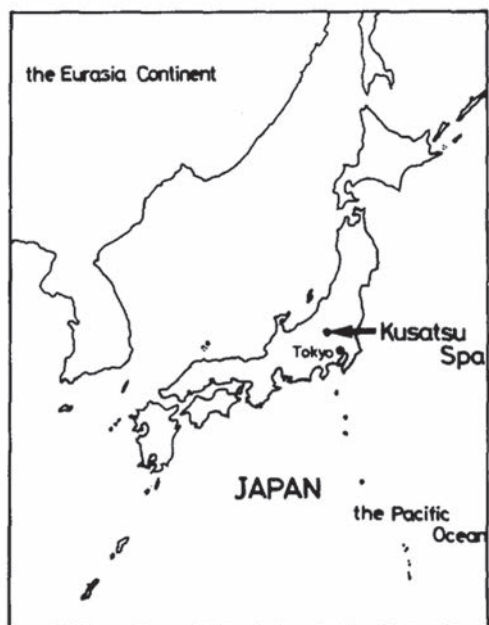 the Eurasia Continent
Kusatsu
Spa
Tokyo
JAPAN
the Pacific
Ocean